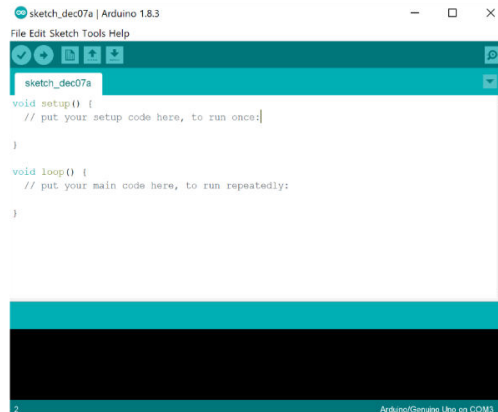 sketch_dec07a | Arduino 1.8.3
File Edit Sketch Tools Help
sketch_dec07a
void setup() {
// put your setup code here, to run once:
}
void loop() {
// put your main code here, to run repeatedly:
}
2 Arduino/Genuino Uno on COM3